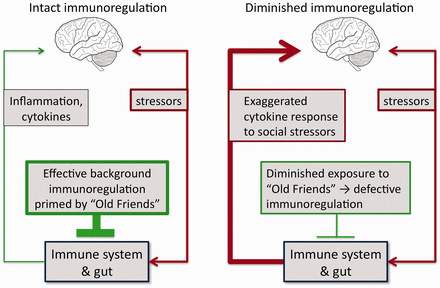 Intact immunoregulation
Inflammation,
cytokines
stressors
Effective background
immunoregulation
primed by “Old Friends”
Immune system
& gut
Diminished immunoregulation
Exaggerated
cytokine response
to social stressors
stressors
Diminished exposure to
“Old Friends” → defective
immunoregulation
Immune system
& gut